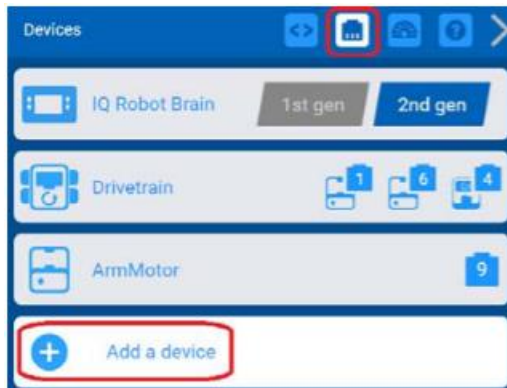 Devices
IQ Robot Brain 1st gen 2nd gen
Drivetrain 1 6 4
ArmMotor 9
Add a device